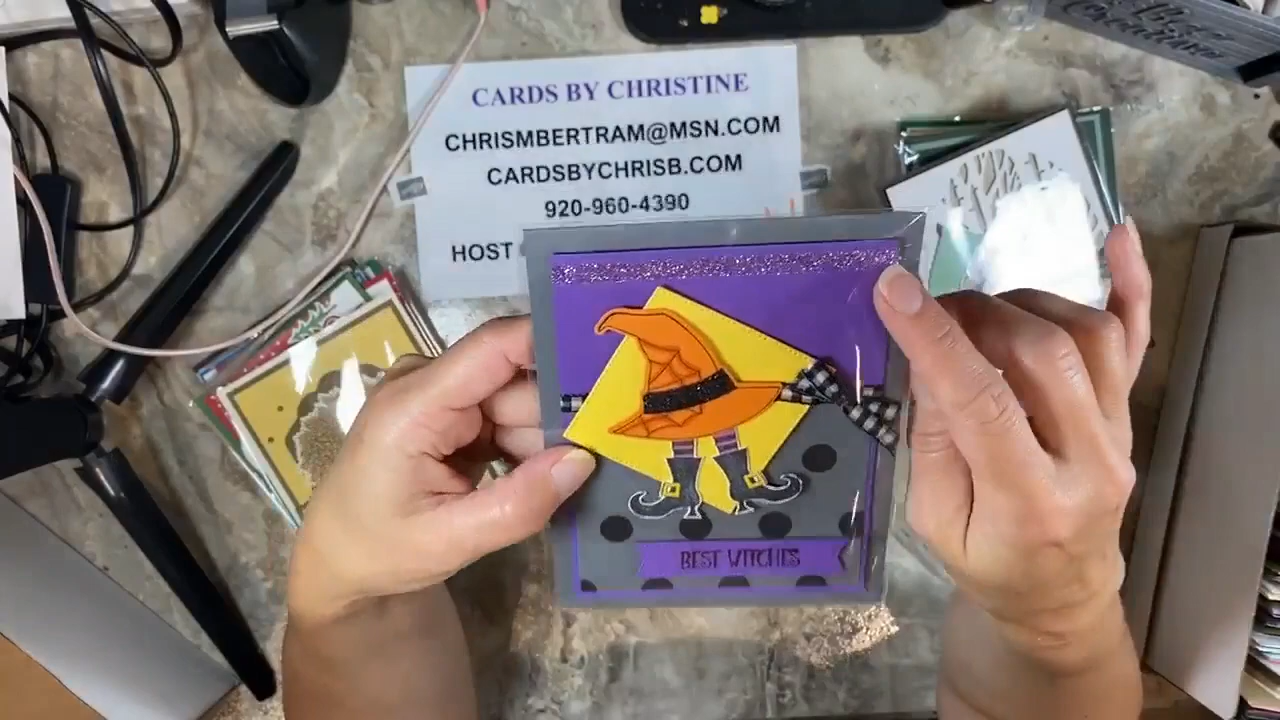 CARDS BY CHRISTINE
CHRISMBERTRAM@MSN.COM
CARDSBYCHRISB.COM
920-960-4390
HOST
BEST WITCHES